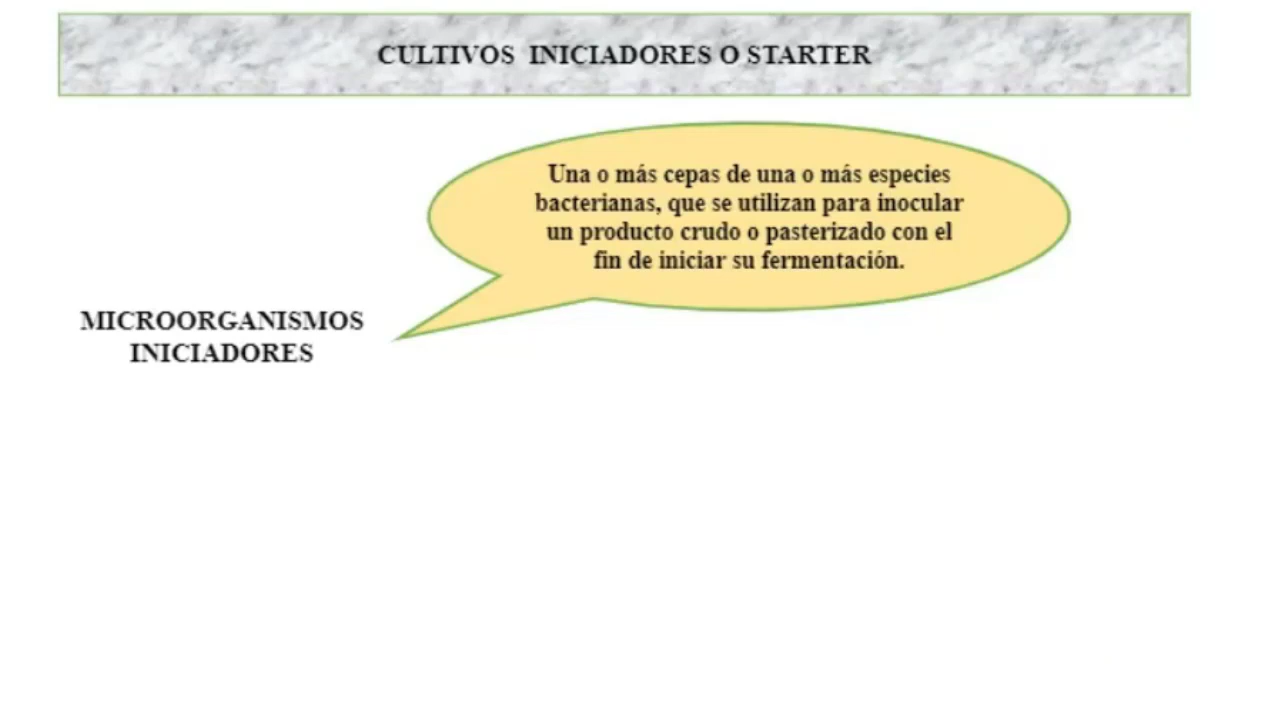 CULTIVOS INICIADORES O STARTER
Una o más cepas de una o más especies
bacterianas, que se utilizan para inocular
un producto crudo o pasterizado con el
fin de iniciar su fermentación.
MICROORGANISMOS
INICIADORES